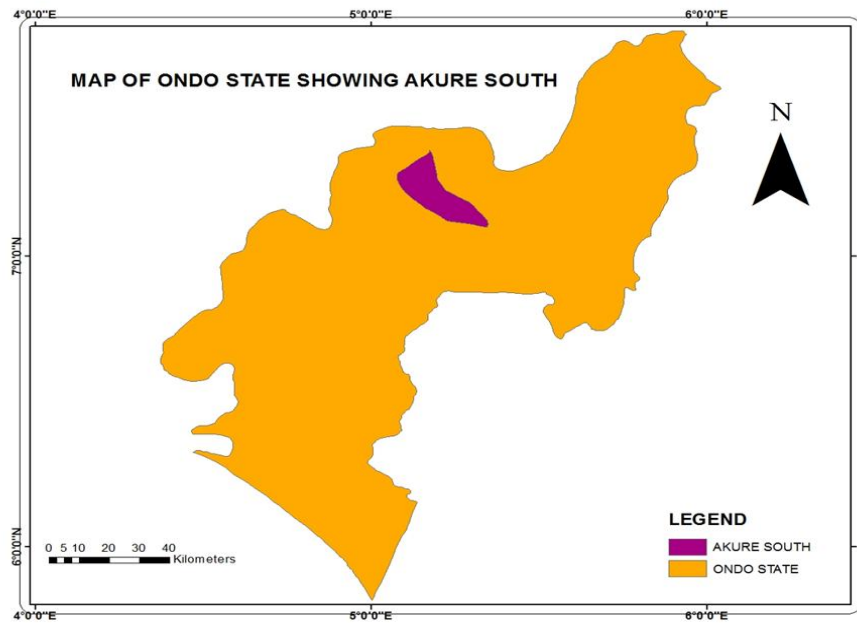 4°0'0"E 5°0'0"E 6°0'0"E
MAP OF ONDO STATE SHOWING AKURE SOUTH
N
7°0'0"N
6°0'0"N
0 5 10 20 30 40
Kilometers
LEGEND
AKURE SOUTH
ONDO STATE
4°0'0"E 5°0'0"E 6°0'0"E